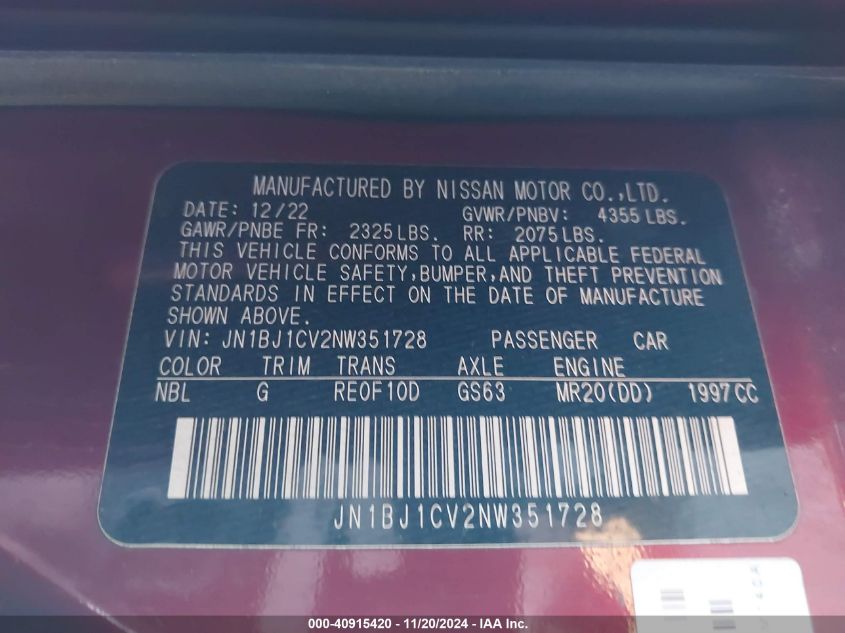 MANUFACTURED BY NISSAN MOTOR CO.,LTD.
DATE: 12/22 GVWR/PNBV: 4355 LBS.
GAWR/PNBE FR: 2325 LBS. RR: 2075 LBS.
THIS VEHICLE CONFORMS TO ALL APPLICABLE FEDERAL
MOTOR VEHICLE SAFETY, BUMPER, AND THEFT PREVENTION
STANDARDS IN EFFECT ON THE DATE OF MANUFACTURE
SHOWN ABOVE.
VIN: JN1BJ1CV2NW351728 PASSENGER CAR
COLOR TRIM TRANS AXLE ENGINE
NBL G RE0F10D GS63 MR20(DD) 1997CC
JN1BJ1CV2NW351728
000-40915420 - 11/20/2024 - IAA Inc.